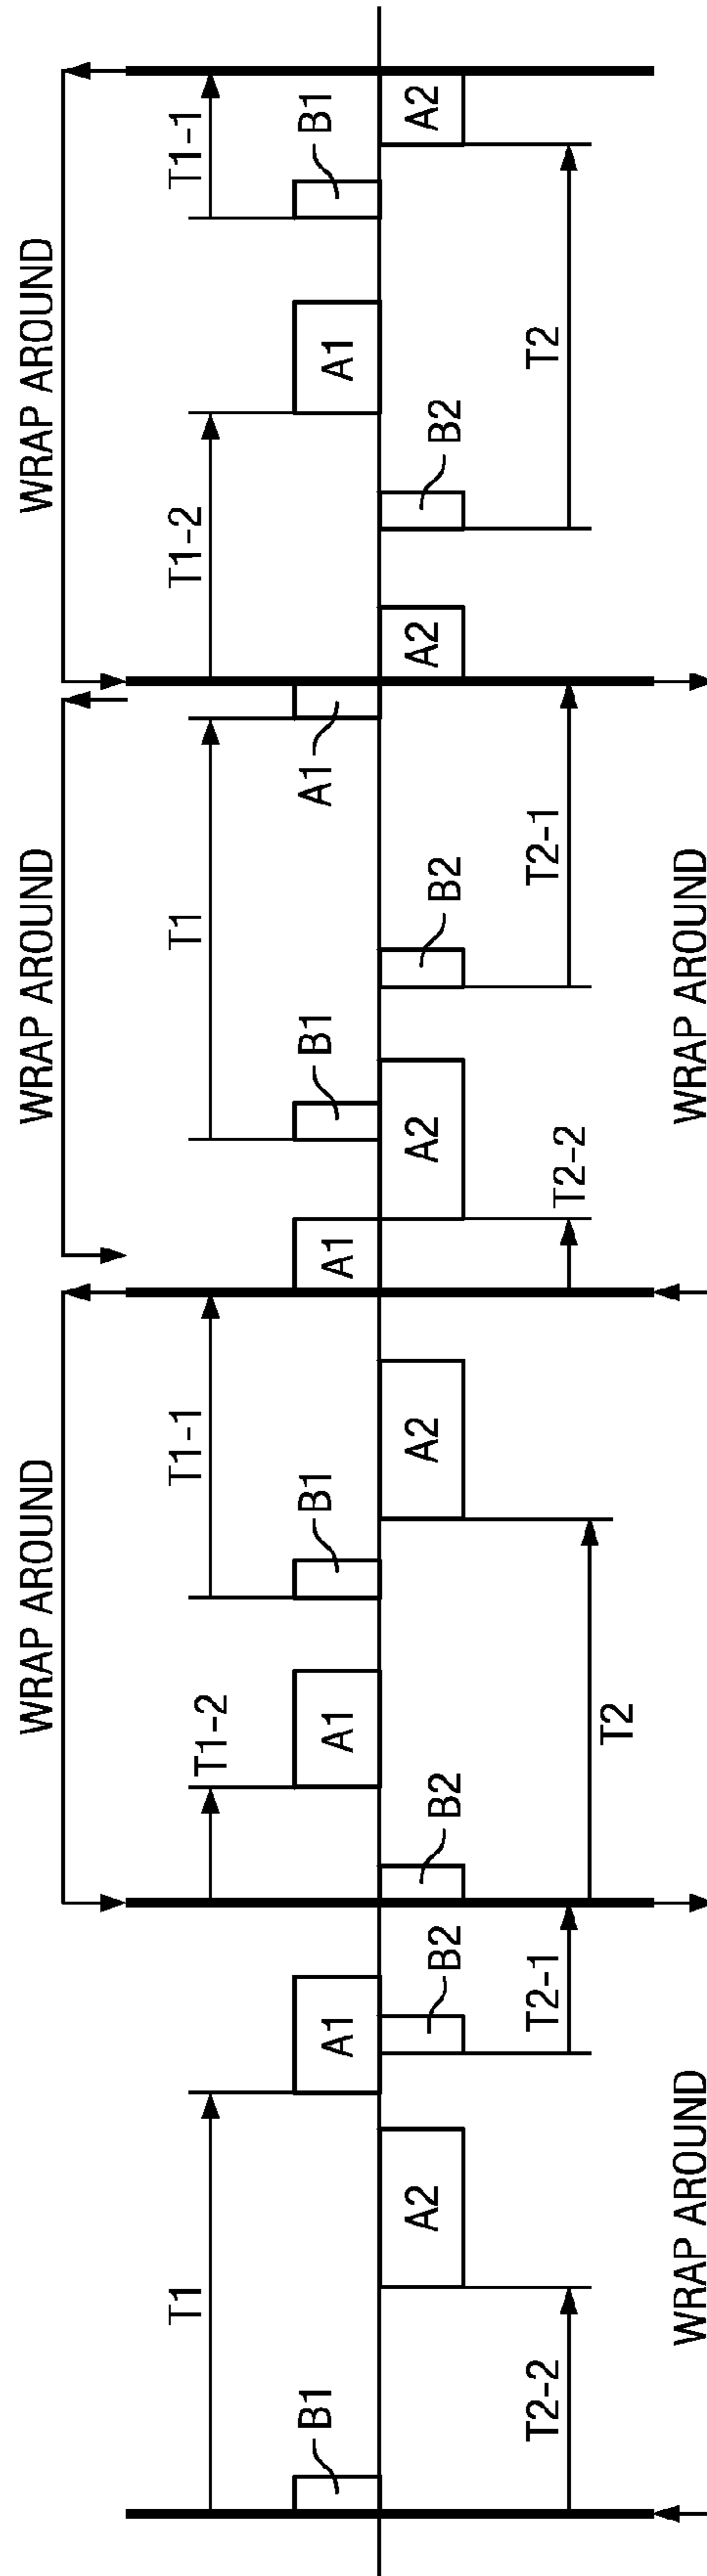 WRAP AROUND
WRAP AROUND
WRAP AROUND
T1
T1-2
T1-1
T1
T1-2
T1-1
B1
A1
A1
B1
A1
B1
A1
A1
B1
A2
B2
B2
A2
A2
B2
A2
B2
A2
T2-2
T2-1
T2
T2-2
T2-1
T2
WRAP AROUND
WRAP AROUND